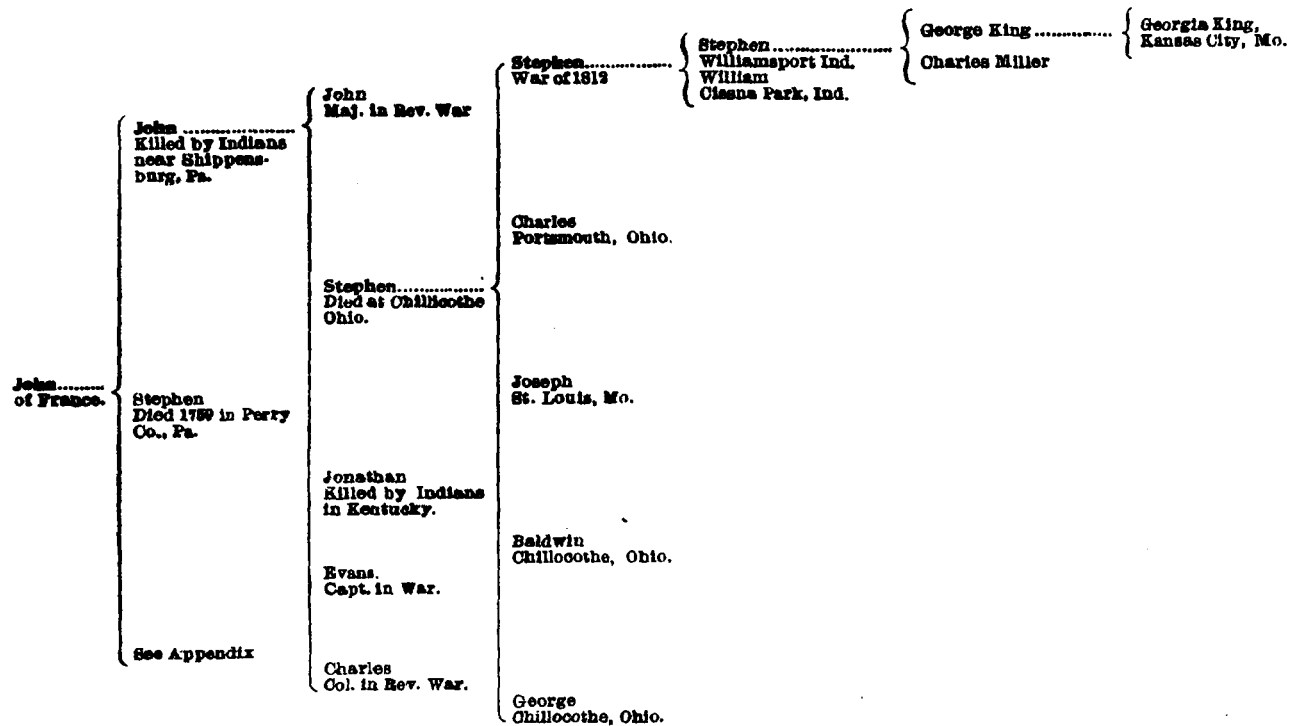 John.........
of France.
John ......................
Killed by Indians
near Shippens-
burg, Pa.
Stephen
Died 1759 in Perry
Co., Pa.
See Appendix
John
Maj. in Rev. War
Stephen.................
Died at Chillicothe
Ohio.
Jonathan
Killed by Indians
in Kentucky.
Evans.
Capt. in War.
Charles
Col. in Rev. War.
Stephen.................
War of 1812
Charles
Portsmouth, Ohio.
Joseph
St. Louis, Mo.
Baldwin
Chillocothe, Ohio.
George
Chillocothe, Ohio.
Stephen.......................
Williamsport Ind.
William
Cissna Park, Ind.
George King ...............
Charles Miller
Georgia King,
Kansas City, Mo.